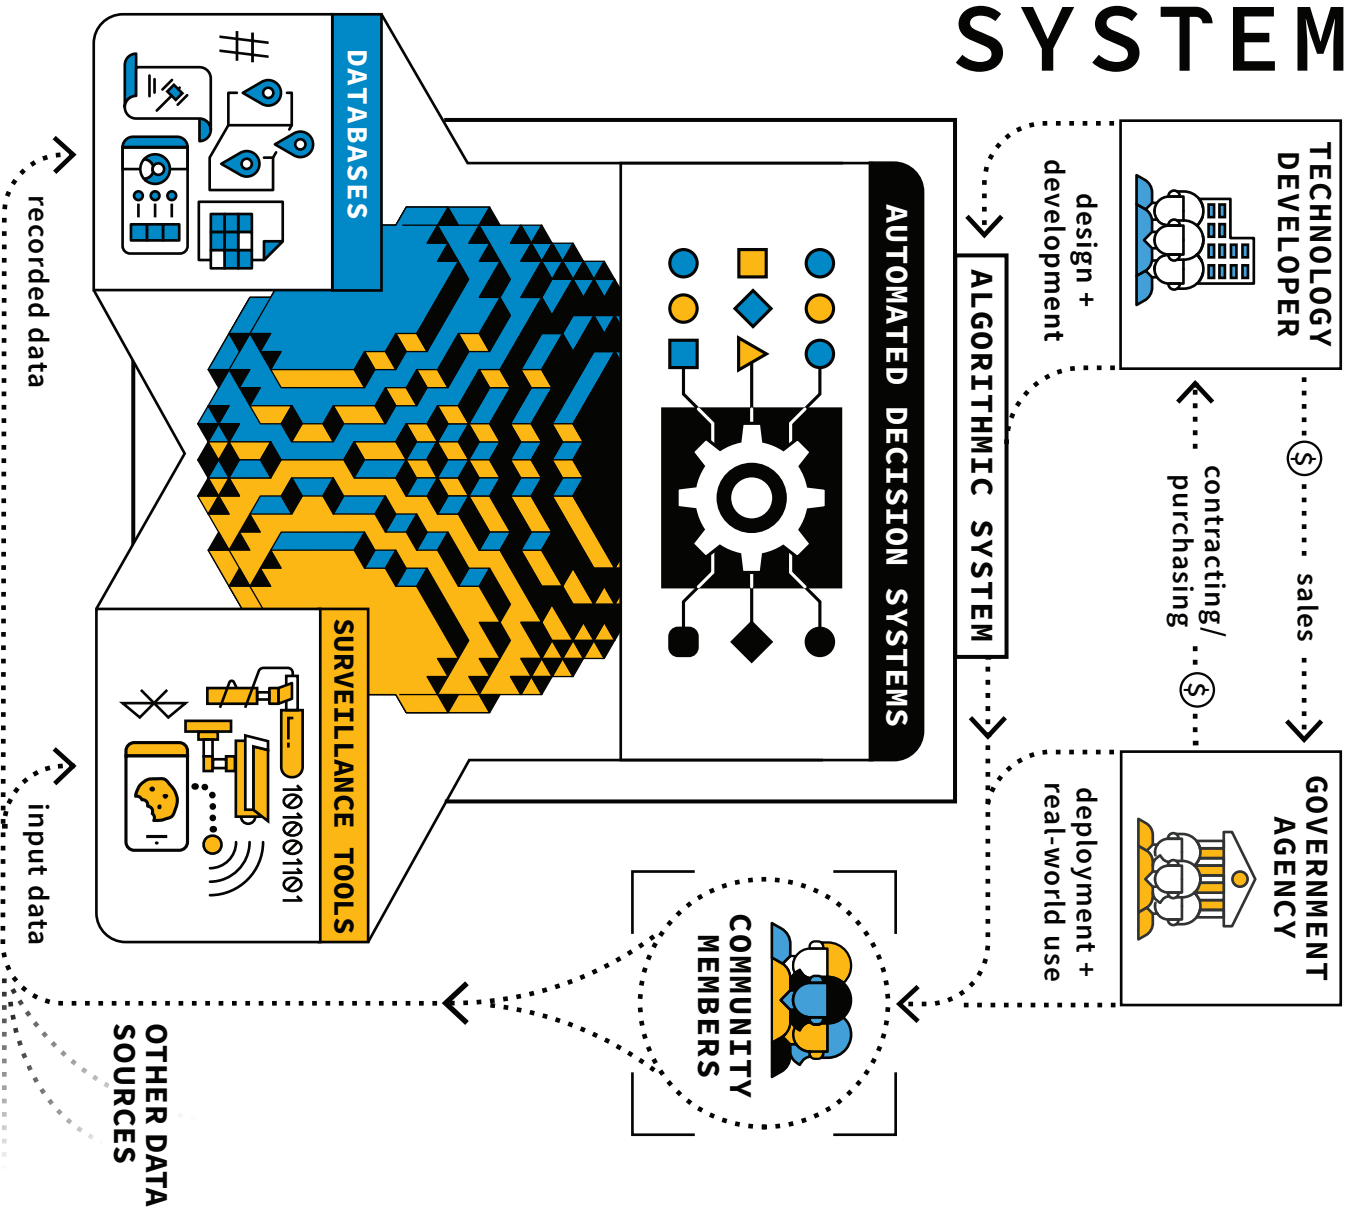 SYSTEM
TECHNOLOGY
DEVELOPER
$
sales
GOVERNMENT
AGENCY
contracting/
purchasing
$
design +
development
deployment +
real-world use
ALGORITHMIC SYSTEM
AUTOMATED DECISION SYSTEMS
COMMUNITY
MEMBERS
DATABASES
#
SURVEILLANCE TOOLS
101001101
recorded data
input data
OTHER DATA
SOURCES